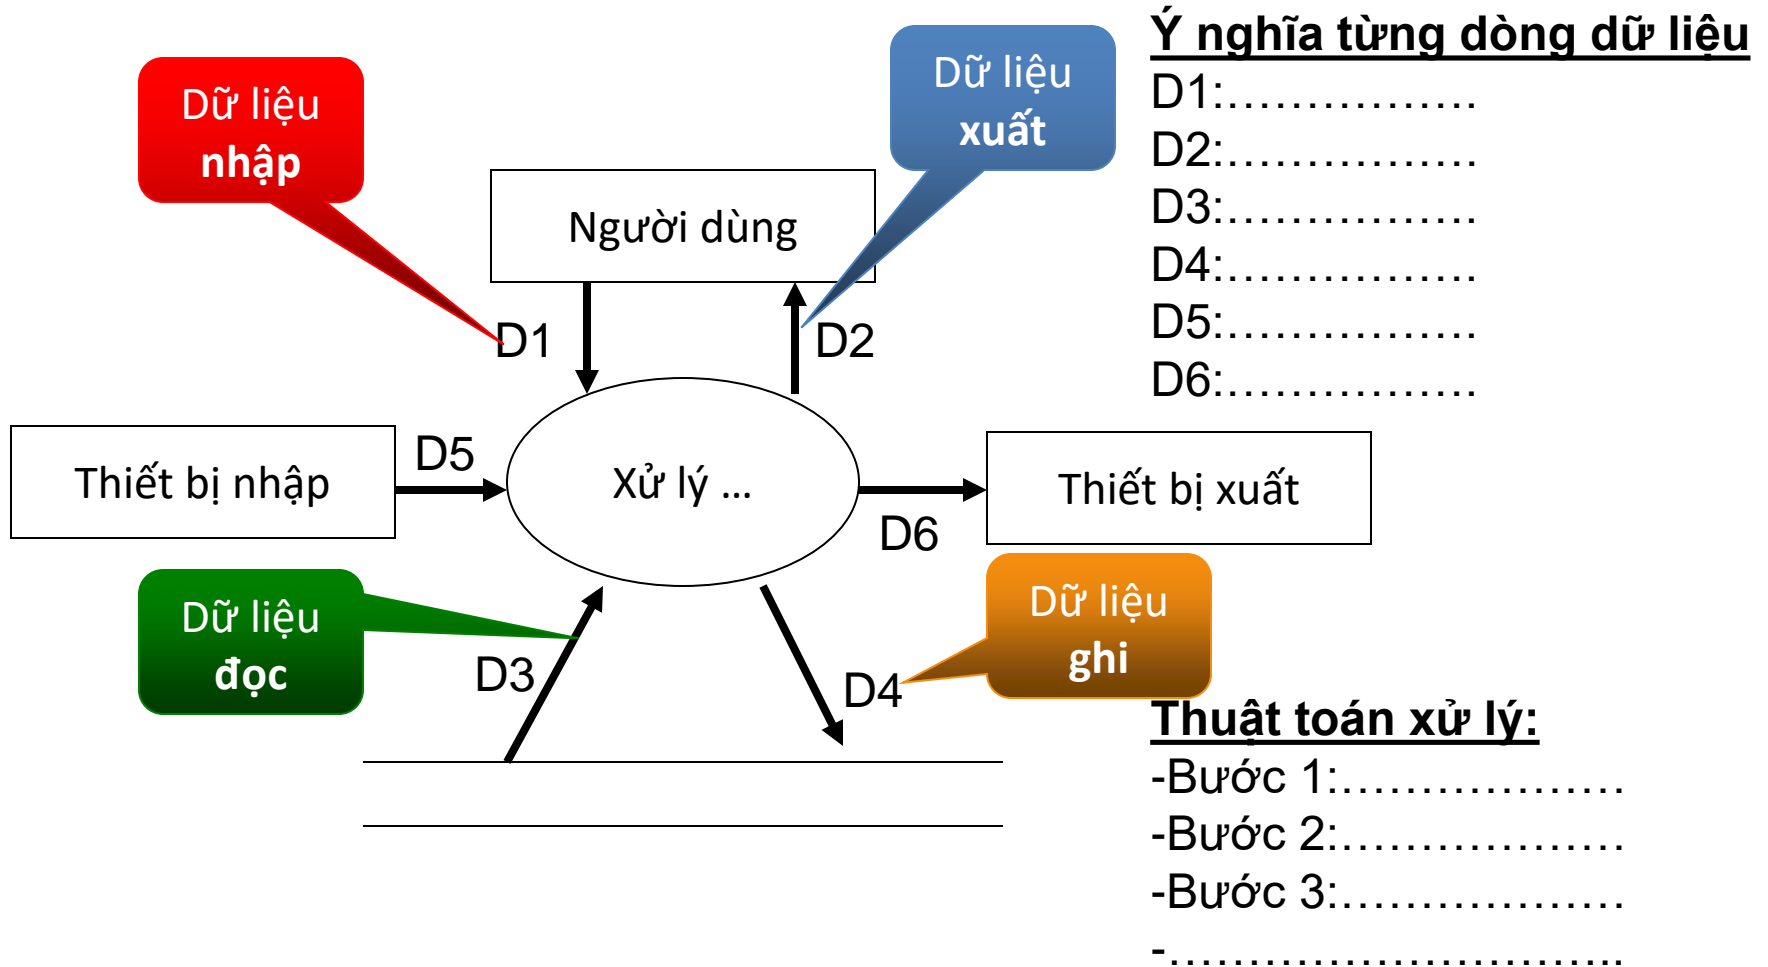 Dữ liệu
nhập
Dữ liệu
xuất
Người dùng
D1
D2
Thiết bị nhập
D5
Xử lý ...
D6
Thiết bị xuất
Dữ liệu
đọc
D3
D4
Dữ liệu
ghi
Ý nghĩa từng dòng dữ liệu
D1:…………….
D2:…………….
D3:…………….
D4:…………….
D5:…………….
D6:…………….
Thuật toán xử lý:
-Bước 1:………………
-Bước 2:………………
-Bước 3:………………
-………………………..